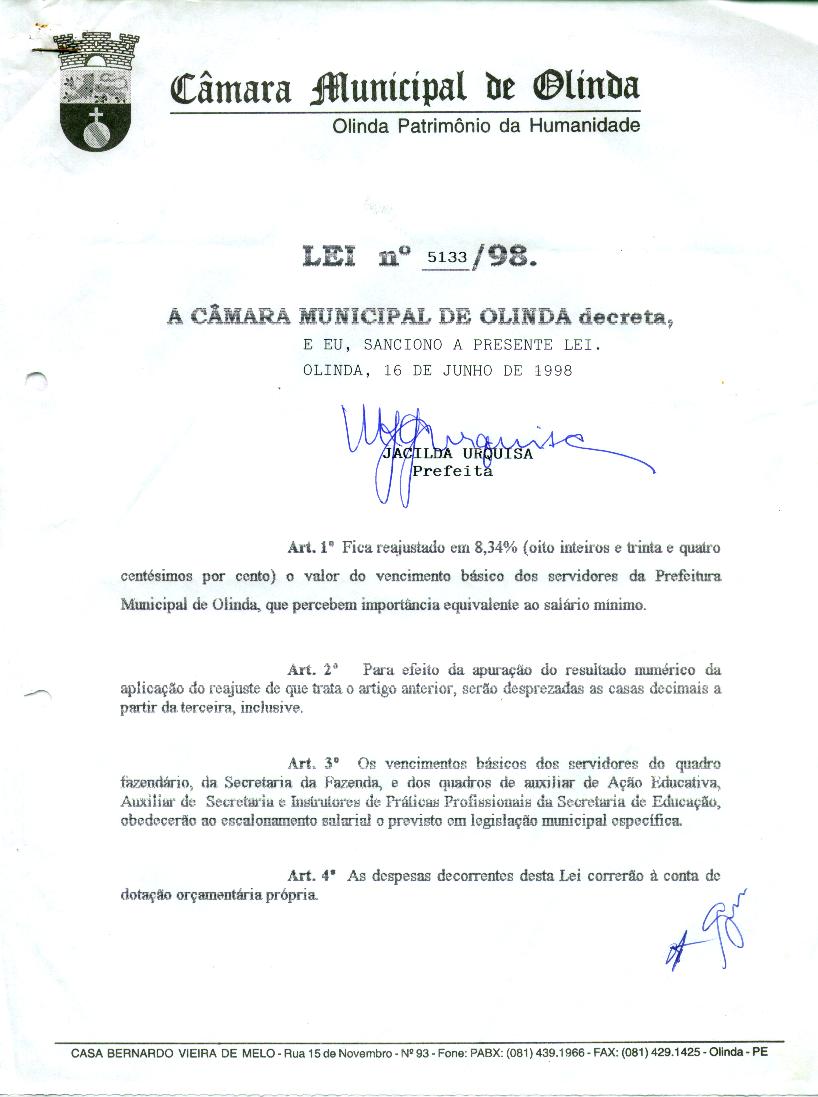 Câmara Municipal de Olinda
Olinda Patrimônio da Humanidade
LEI nº 5133/98.
A CÂMARA MUNICIPAL DE OLINDA decreta,
E EU, SANCIONO A PRESENTE LEI.
OLINDA, 16 DE JUNHO DE 1998
JACILDA URQUISA
Prefeita
Art. 1º Fica reajustado em 8,34% (oito inteiros e trinta e quatro
centésimos por cento) o valor do vencimento básico dos servidores da Prefeitura
Municipal de Olinda, que percebem importância equivalente ao salário mínimo.
Art. 2º Para efeito da apuração do resultado numérico da
aplicação do reajuste de que trata o artigo anterior, serão desprezadas as casas decimais a
partir da terceira, inclusive.
Art. 3º Os vencimentos básicos dos servidores do quadro
fazendário, da Secretaria da Fazenda, e dos quadros de auxiliar de Ação Educativa,
Auxiliar de Secretaria e Instrutores de Práticas Profissionais da Secretaria de Educação,
obedecerão ao escalonamento salarial o previsto em legislação municipal específica.
Art. 4º As despesas decorrentes desta Lei correrão à conta de
dotação orçamentária própria.
CASA BERNARDO VIEIRA DE MELO - Rua 15 de Novembro - Nº 93 - Fone: PABX: (081) 439.1966 - FAX: (081) 429.1425 - Olinda - PE